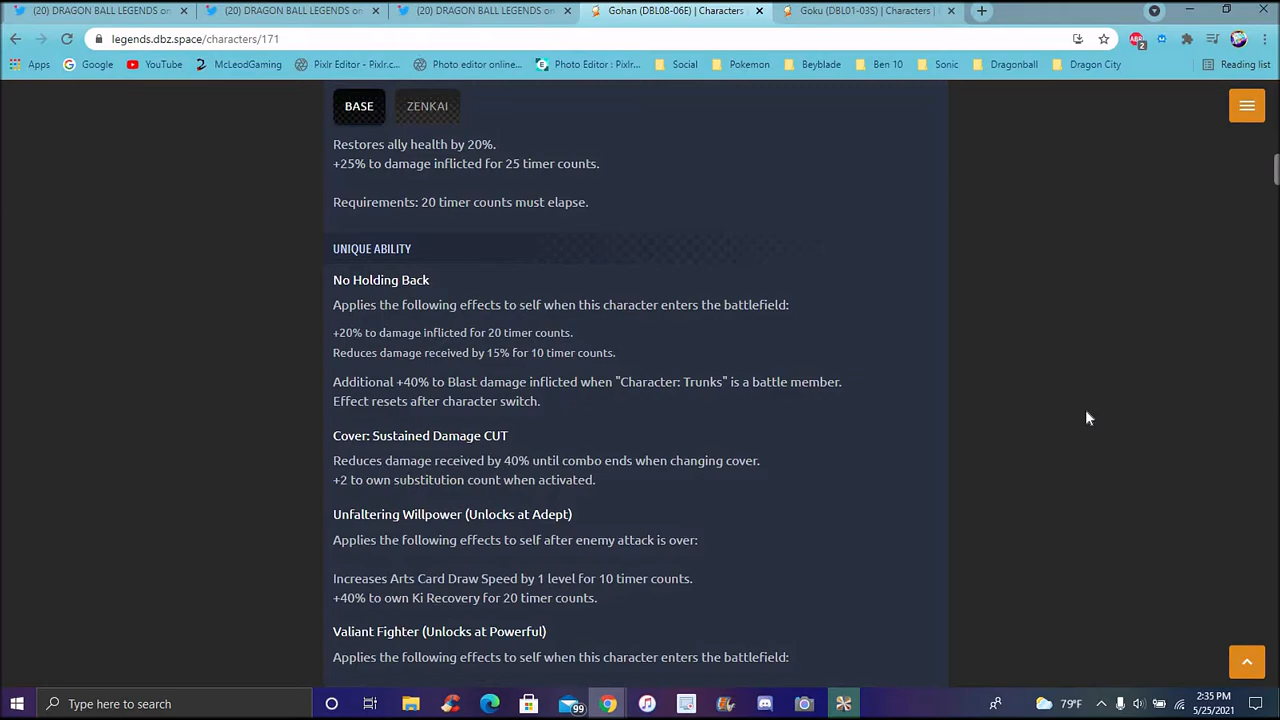 (20) DRAGON BALL LEGENDS on
(20) DRAGON BALL LEGENDS on
(20) DRAGON BALL LEGENDS on
Gohan (DBL08-06E) | Characters
Goku (DBL01-03S) | Characters
legends.dbz.space/characters/171
ABP
2
Apps
Google
YouTube
McLeodGaming
Pixlr Editor - Pixlr.c...
Photo editor online...
Photo Editor : Pixlr...
Social
Pokemon
Beyblade
Ben 10
Sonic
Dragonball
Dragon City
Reading list
BASE
ZENKAI
Restores ally health by 20%.
+25% to damage inflicted for 25 timer counts.
Requirements: 20 timer counts must elapse.
UNIQUE ABILITY
No Holding Back
Applies the following effects to self when this character enters the battlefield:
+20% to damage inflicted for 20 timer counts.
Reduces damage received by 15% for 10 timer counts.
Additional +40% to Blast damage inflicted when "Character: Trunks" is a battle member.
Effect resets after character switch.
Cover: Sustained Damage CUT
Reduces damage received by 40% until combo ends when changing cover.
+2 to own substitution count when activated.
Unfaltering Willpower (Unlocks at Adept)
Applies the following effects to self after enemy attack is over:
Increases Arts Card Draw Speed by 1 level for 10 timer counts.
+40% to own Ki Recovery for 20 timer counts.
Valiant Fighter (Unlocks at Powerful)
Applies the following effects to self when this character enters the battlefield:
Type here to search
99
79°F
2:35 PM
5/25/2021